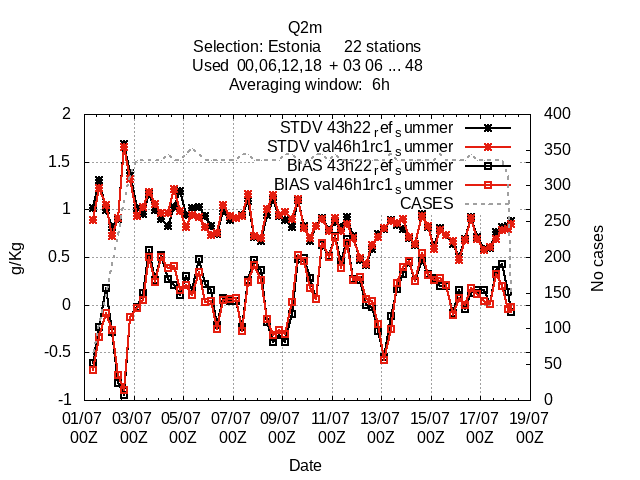 Q2m
Selection: Estonia 22 stations
Used 00,06,12,18 + 03 06 ... 48
Averaging window: 6h
STDV 43h22_ref_summer
STDV val46h1rc1_summer
BIAS 43h22_ref_summer
BIAS val46h1rc1_summer
CASES
2
1.5
1
0.5
0
-0.5
-1
g/Kg
400
350
300
250
200
150
100
50
0
No cases
01/07 03/07 05/07 07/07 09/07 11/07 13/07 15/07 17/07 19/07
00Z 00Z 00Z 00Z 00Z 00Z 00Z 00Z 00Z 00Z
Date